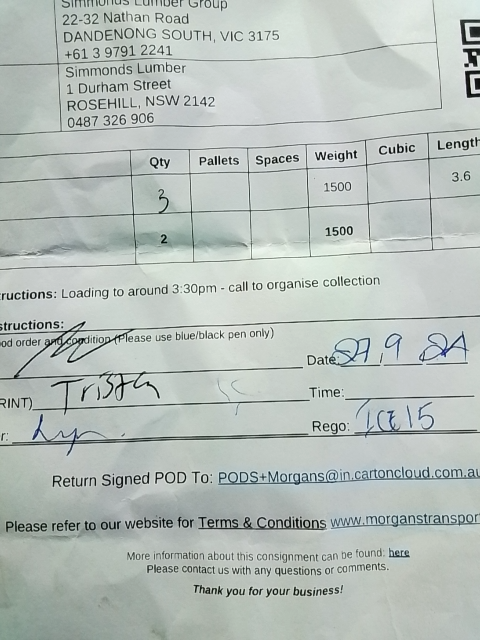 Simmonds Lumber Group
22-32 Nathan Road
DANDENONG SOUTH, VIC 3175
+61 3 9791 2241
Simmonds Lumber
1 Durham Street
ROSEHILL, NSW 2142
0487 326 906
Qty Pallets Spaces Weight Cubic Length
3 1500 3.6
2 1500
ructions: Loading to around 3:30pm - call to organise collection
structions:
ood order and condition (Please use blue/black pen only)
Date:
RINT) Tristan Time:
r: Rego:
Return Signed POD To: PODS+Morgans@in.cartoncloud.com.au
Please refer to our website for Terms & Conditions www.morganstranspor
More information about this consignment can be found: here
Please contact us with any questions or comments.
Thank you for your business!